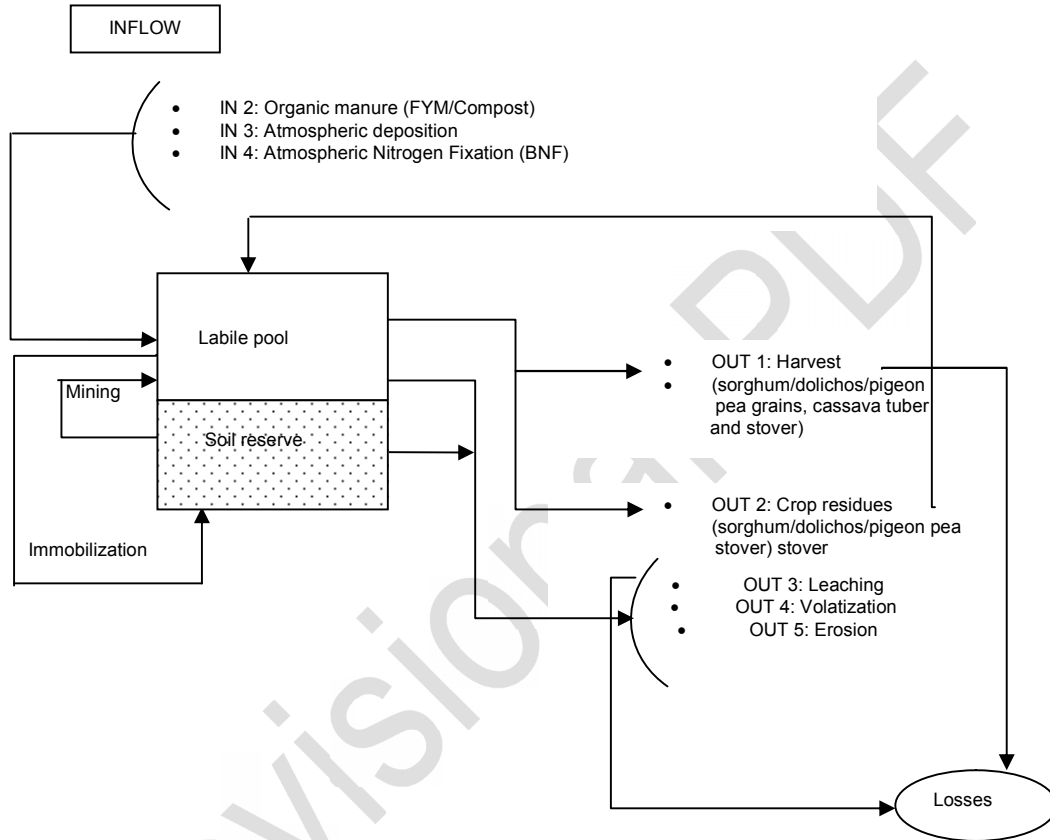 INFLOW
• IN 2: Organic manure (FYM/Compost)
• IN 3: Atmospheric deposition
• IN 4: Atmospheric Nitrogen Fixation (BNF)
Labile pool
Mining
Soil reserve
Immobilization
• OUT 1: Harvest
• (sorghum/dolichos/pigeon
pea grains, cassava tuber
and stover)
• OUT 2: Crop residues
(sorghum/dolichos/pigeon pea
stover) stover
• OUT 3: Leaching
• OUT 4: Volatization
• OUT 5: Erosion
Losses